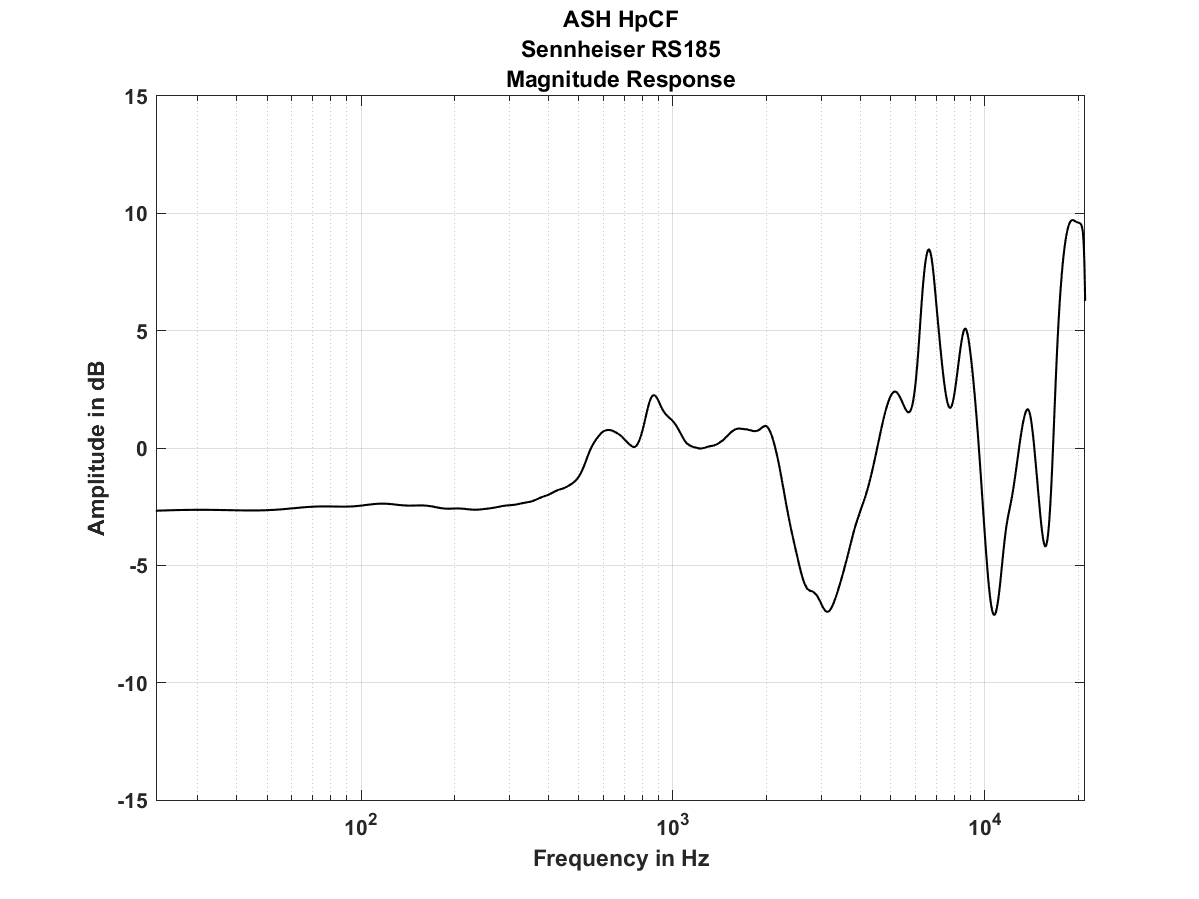 ASH HpCF
Sennheiser RS185
Magnitude Response
15
10
5
0
-5
-10
-15
Amplitude in dB
10²
10³
10⁴
Frequency in Hz